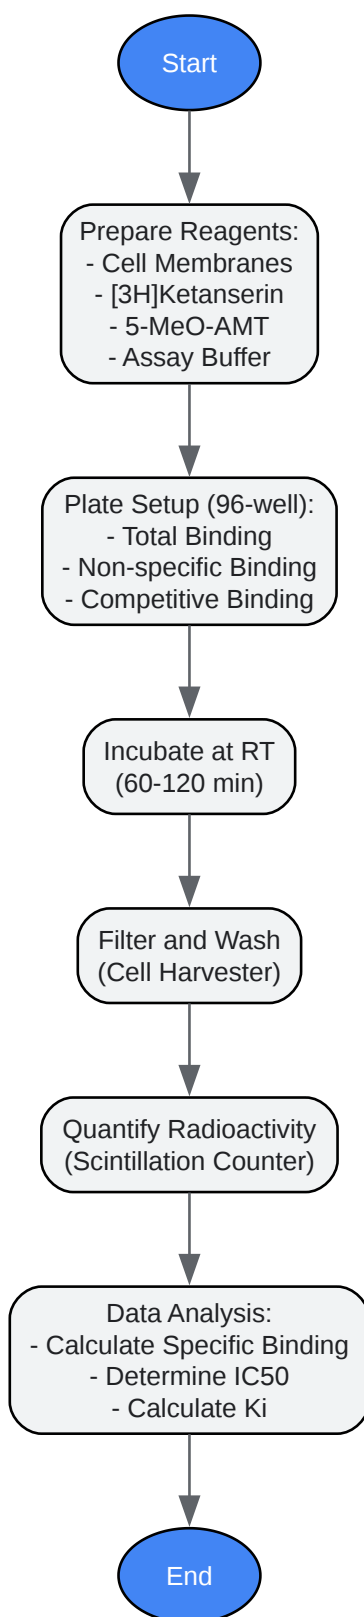 Start
Prepare Reagents:
- Cell Membranes
- [3H]Ketanserin
- 5-MeO-AMT
- Assay Buffer
Plate Setup (96-well):
- Total Binding
- Non-specific Binding
- Competitive Binding
Incubate at RT
(60-120 min)
Filter and Wash
(Cell Harvester)
Quantify Radioactivity
(Scintillation Counter)
Data Analysis:
- Calculate Specific Binding
- Determine IC50
- Calculate Ki
End